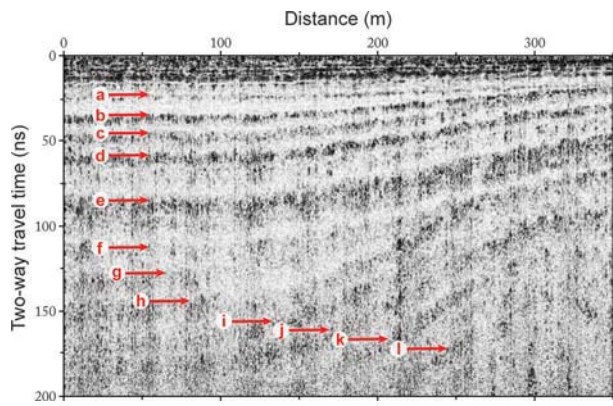 Distance (m)
0 100 200 300
Two-way travel time (ns)
0
50
100
150
200
a
b
c
d
e
f
g
h
i
j
k
l